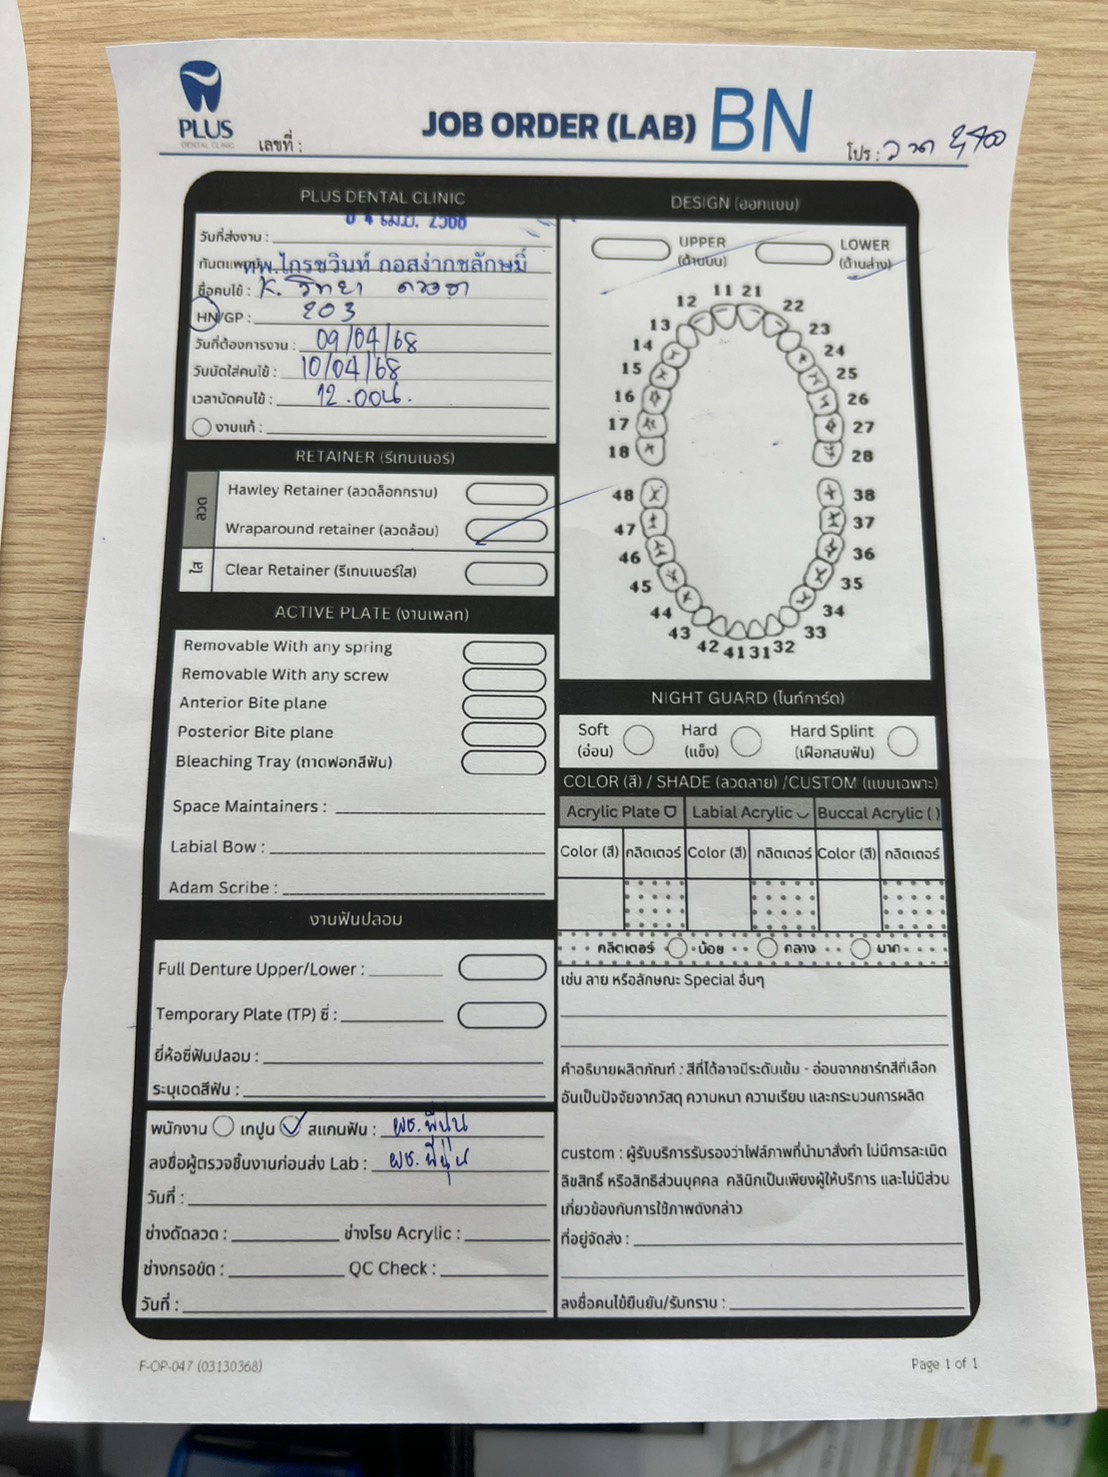 PLUS
DENTAL CLINIC
เลขที่ :
JOB ORDER (LAB) BN
โปร : ลวด
PLUS DENTAL CLINIC
0 4 เม.ย. 2568
วันที่ส่งงาน :
ทันตแพทย์ ทพ.ไกรชวินท์ กอสง่าภชลักษมิ์
ชื่อคนไข้ : K. วิทยา ดวงตา
HN/GP : 203
วันที่ต้องการงาน : 09/04/68
วันนัดใส่คนไข้ : 10/04/68
เวลานัดคนไข้ : 12.00น.
งานแก้ :
RETAINER (รีเทนเนอร์)
ลวด
Hawley Retainer (ลวดล็อกกราม)
Wraparound retainer (ลวดล้อม)
ใส
Clear Retainer (รีเทนเนอร์ใส)
ACTIVE PLATE (งานเพลท)
Removable With any spring
Removable With any screw
Anterior Bite plane
Posterior Bite plane
Bleaching Tray (ถาดฟอกสีฟัน)
Space Maintainers :
Labial Bow :
Adam Scribe :
งานฟันปลอม
Full Denture Upper/Lower :
Temporary Plate (TP) ซี่ :
ยี่ห้อซี่ฟันปลอม :
ระบุเฉดสีฟัน :
พนักงาน เทปูน สแกนฟัน : ผช.พี่นุ่น
ลงชื่อผู้ตรวจชิ้นงานก่อนส่ง Lab : ผช.พี่นุ่น
วันที่ :
ช่างดัดลวด : ช่างโรย Acrylic :
ช่างกรอขัด : QC Check :
วันที่ :
DESIGN (ออกแบบ)
UPPER LOWER
(ด้านบน) (ด้านล่าง)
11 21
12 22
13 23
14 24
15 25
16 26
17 27
18 28
48 38
47 37
46 36
45 35
44 34
43 33
42 41 31 32
NIGHT GUARD (ไนท์การ์ด)
Soft Hard Hard Splint
(อ่อน) (แข็ง) (เฝือกสบฟัน)
COLOR (สี) / SHADE (ลวดลาย) /CUSTOM (แบบเฉพาะ)
Acrylic Plate Labial Acrylic Buccal Acrylic ( )
Color (สี) กลิตเตอร์ Color (สี) กลิตเตอร์ Color (สี) กลิตเตอร์
กลิตเตอร์ น้อย กลาง มาก
เช่น ลาย หรือลักษณะ Special อื่นๆ
คำอธิบายผลิตภัณฑ์ : สีที่ได้อาจมีระดับเข้ม - อ่อนจากชาร์ทสีที่เลือก
อันเป็นปัจจัยจากวัสดุ ความหนา ความเรียบ และกระบวนการผลิต
custom : ผู้รับบริการรับรองว่าไฟล์ภาพที่นำมาสั่งทำ ไม่มีการละเมิด
ลิขสิทธิ์ หรือสิทธิส่วนบุคคล คลินิกเป็นเพียงผู้ให้บริการ และไม่มีส่วน
เกี่ยวข้องกับการใช้ภาพดังกล่าว
ที่อยู่จัดส่ง :
ลงชื่อคนไข้ยืนยัน/รับทราบ :
F-OP-047 (03130368)
Page 1 of 1